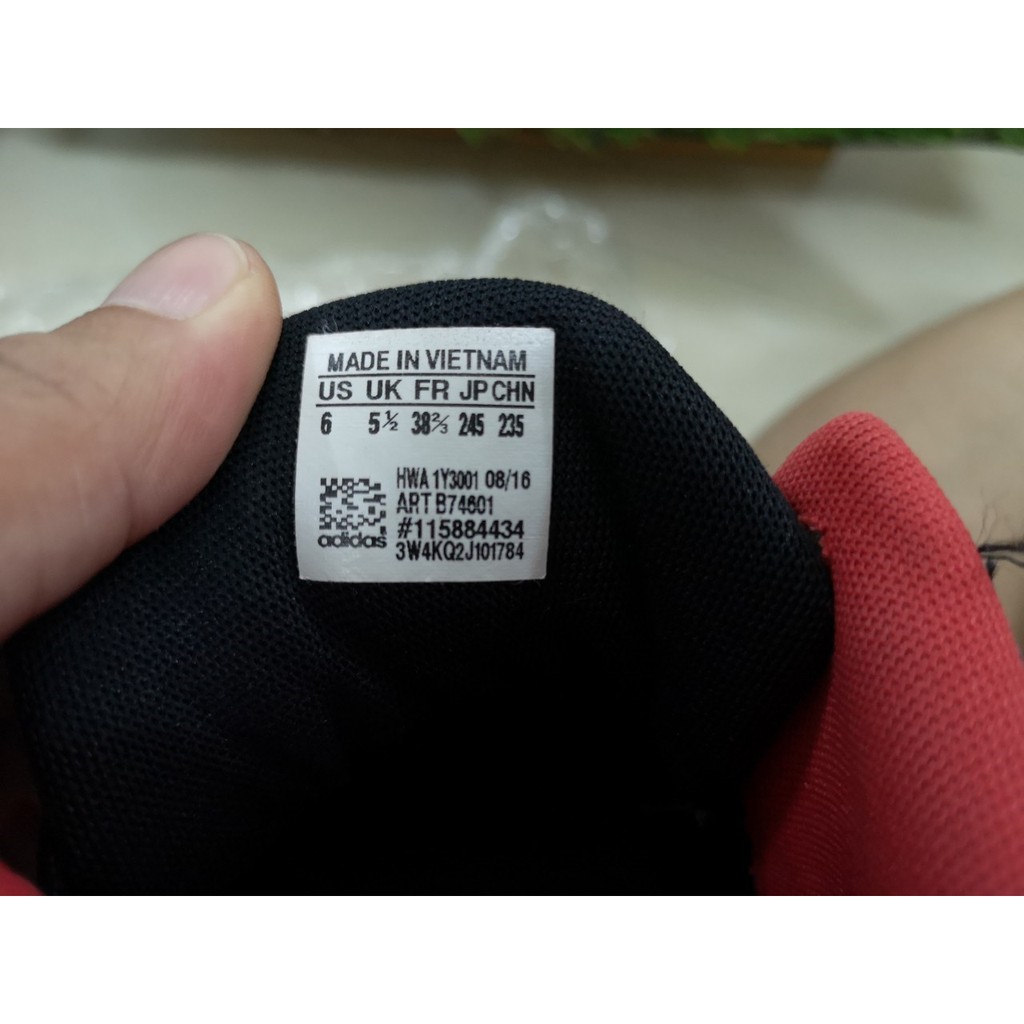 MADE IN VIETNAM
US UK FR JP CHN
6 5½ 38⅔ 245 235
HWA 1Y3001 08/16
ART B74601
#115884434
adidas
3W4KQ2J101784